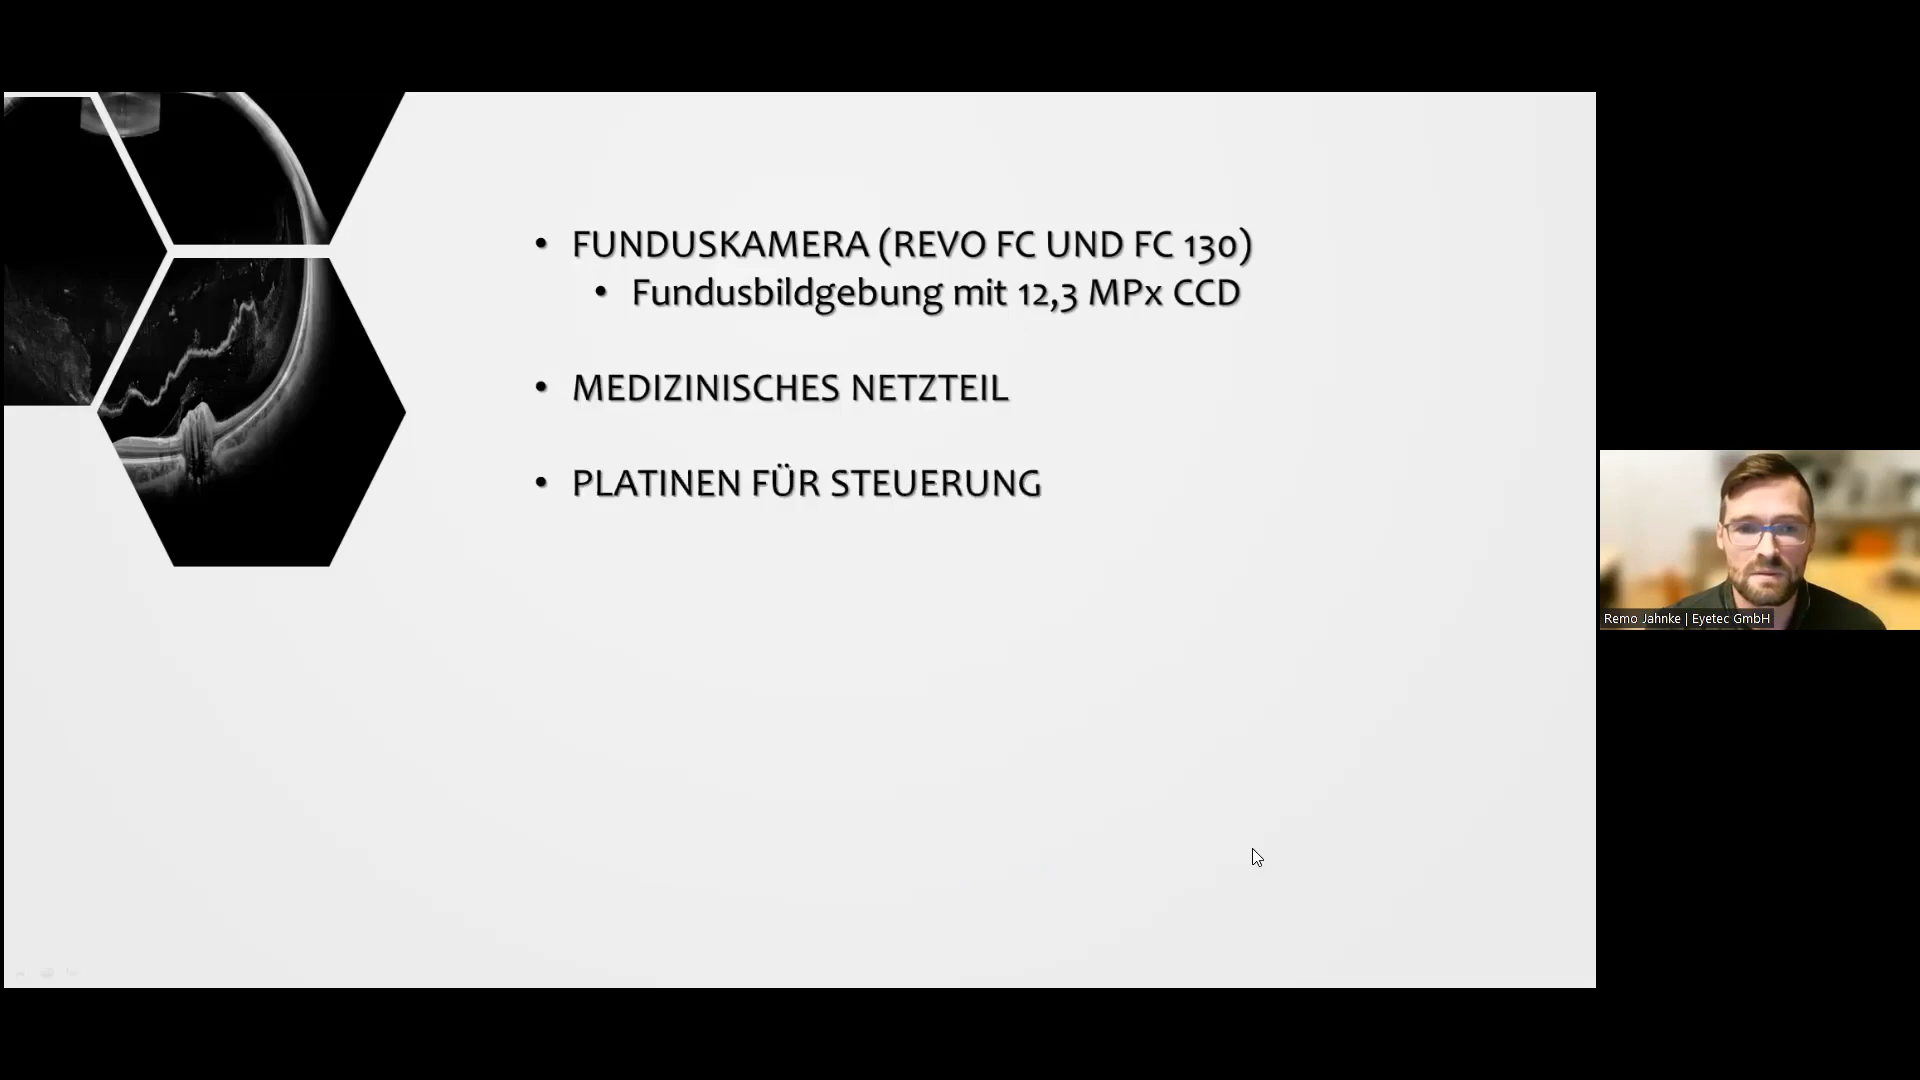 • FUNDUSKAMERA (REVO FC UND FC 130)
• Fundusbildgebung mit 12,3 MPx CCD
• MEDIZINISCHES NETZTEIL
• PLATINEN FÜR STEUERUNG
Remo Jahnke | Eyetec GmbH